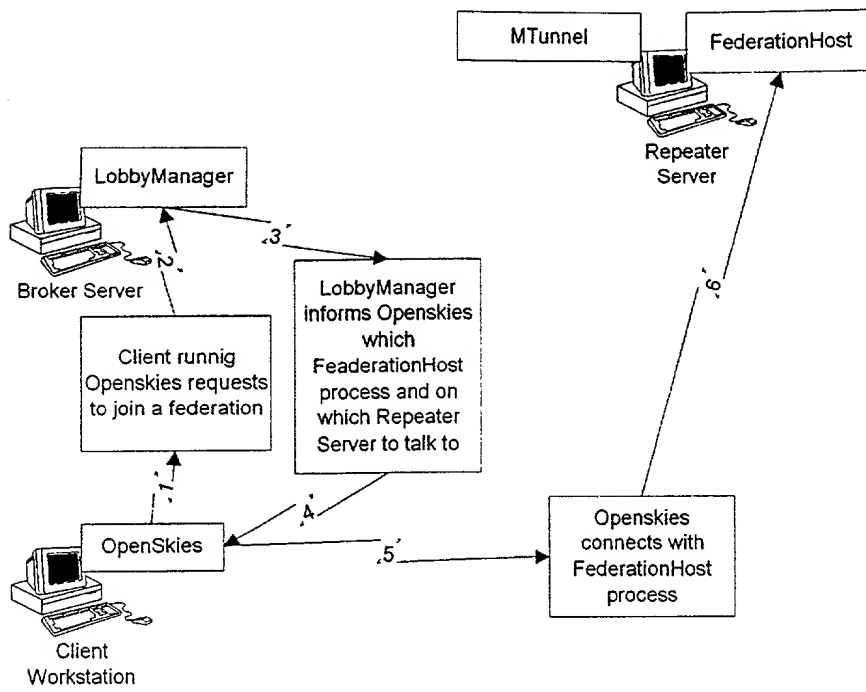 MTunnel
FederationHost
Repeater
Server
LobbyManager
Broker Server
‚2’
‚3’
LobbyManager
informs Openskies
which
FeaderationHost
process and on
which Repeater
Server to talk to
‚6’
Client runnig
Openskies requests
to join a federation
‚1’
‚4’
OpenSkies
‚5’
Openskies
connects with
FederationHost
process
Client
Workstation